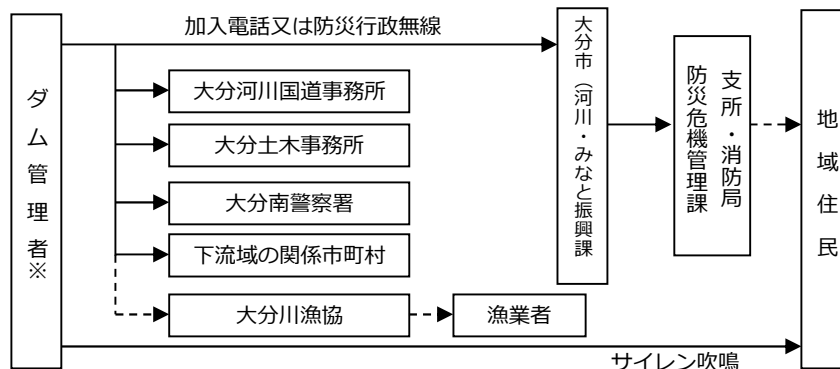 加入電話又は防災行政無線
ダム管理者※
大分河川国道事務所
大分土木事務所
大分南警察署
下流域の関係市町村
大分川漁協
漁業者
大分市（河川・みなと振興課
支所・消防局
防災危機管理課
地域住民
サイレン吹鳴